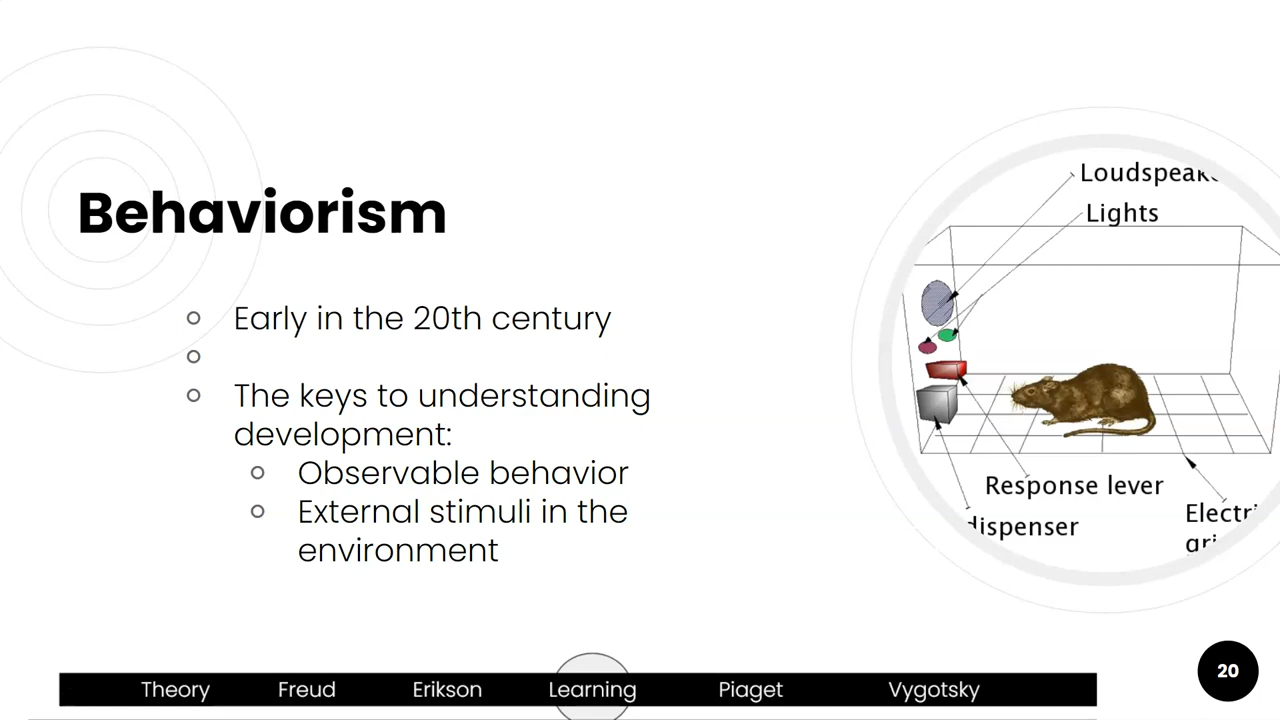 Behaviorism
Early in the 20th century
The keys to understanding
development:
Observable behavior
External stimuli in the
environment
Lights
Response lever
dispenser
Theory Freud Erikson Learning Piaget Vygotsky
20